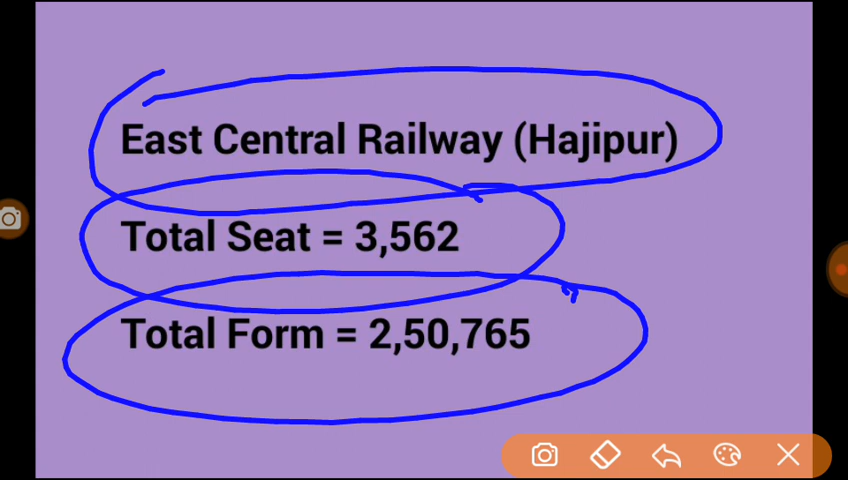 East Central Railway (Hajipur)
Total Seat = 3,562
Total Form = 2,50,765